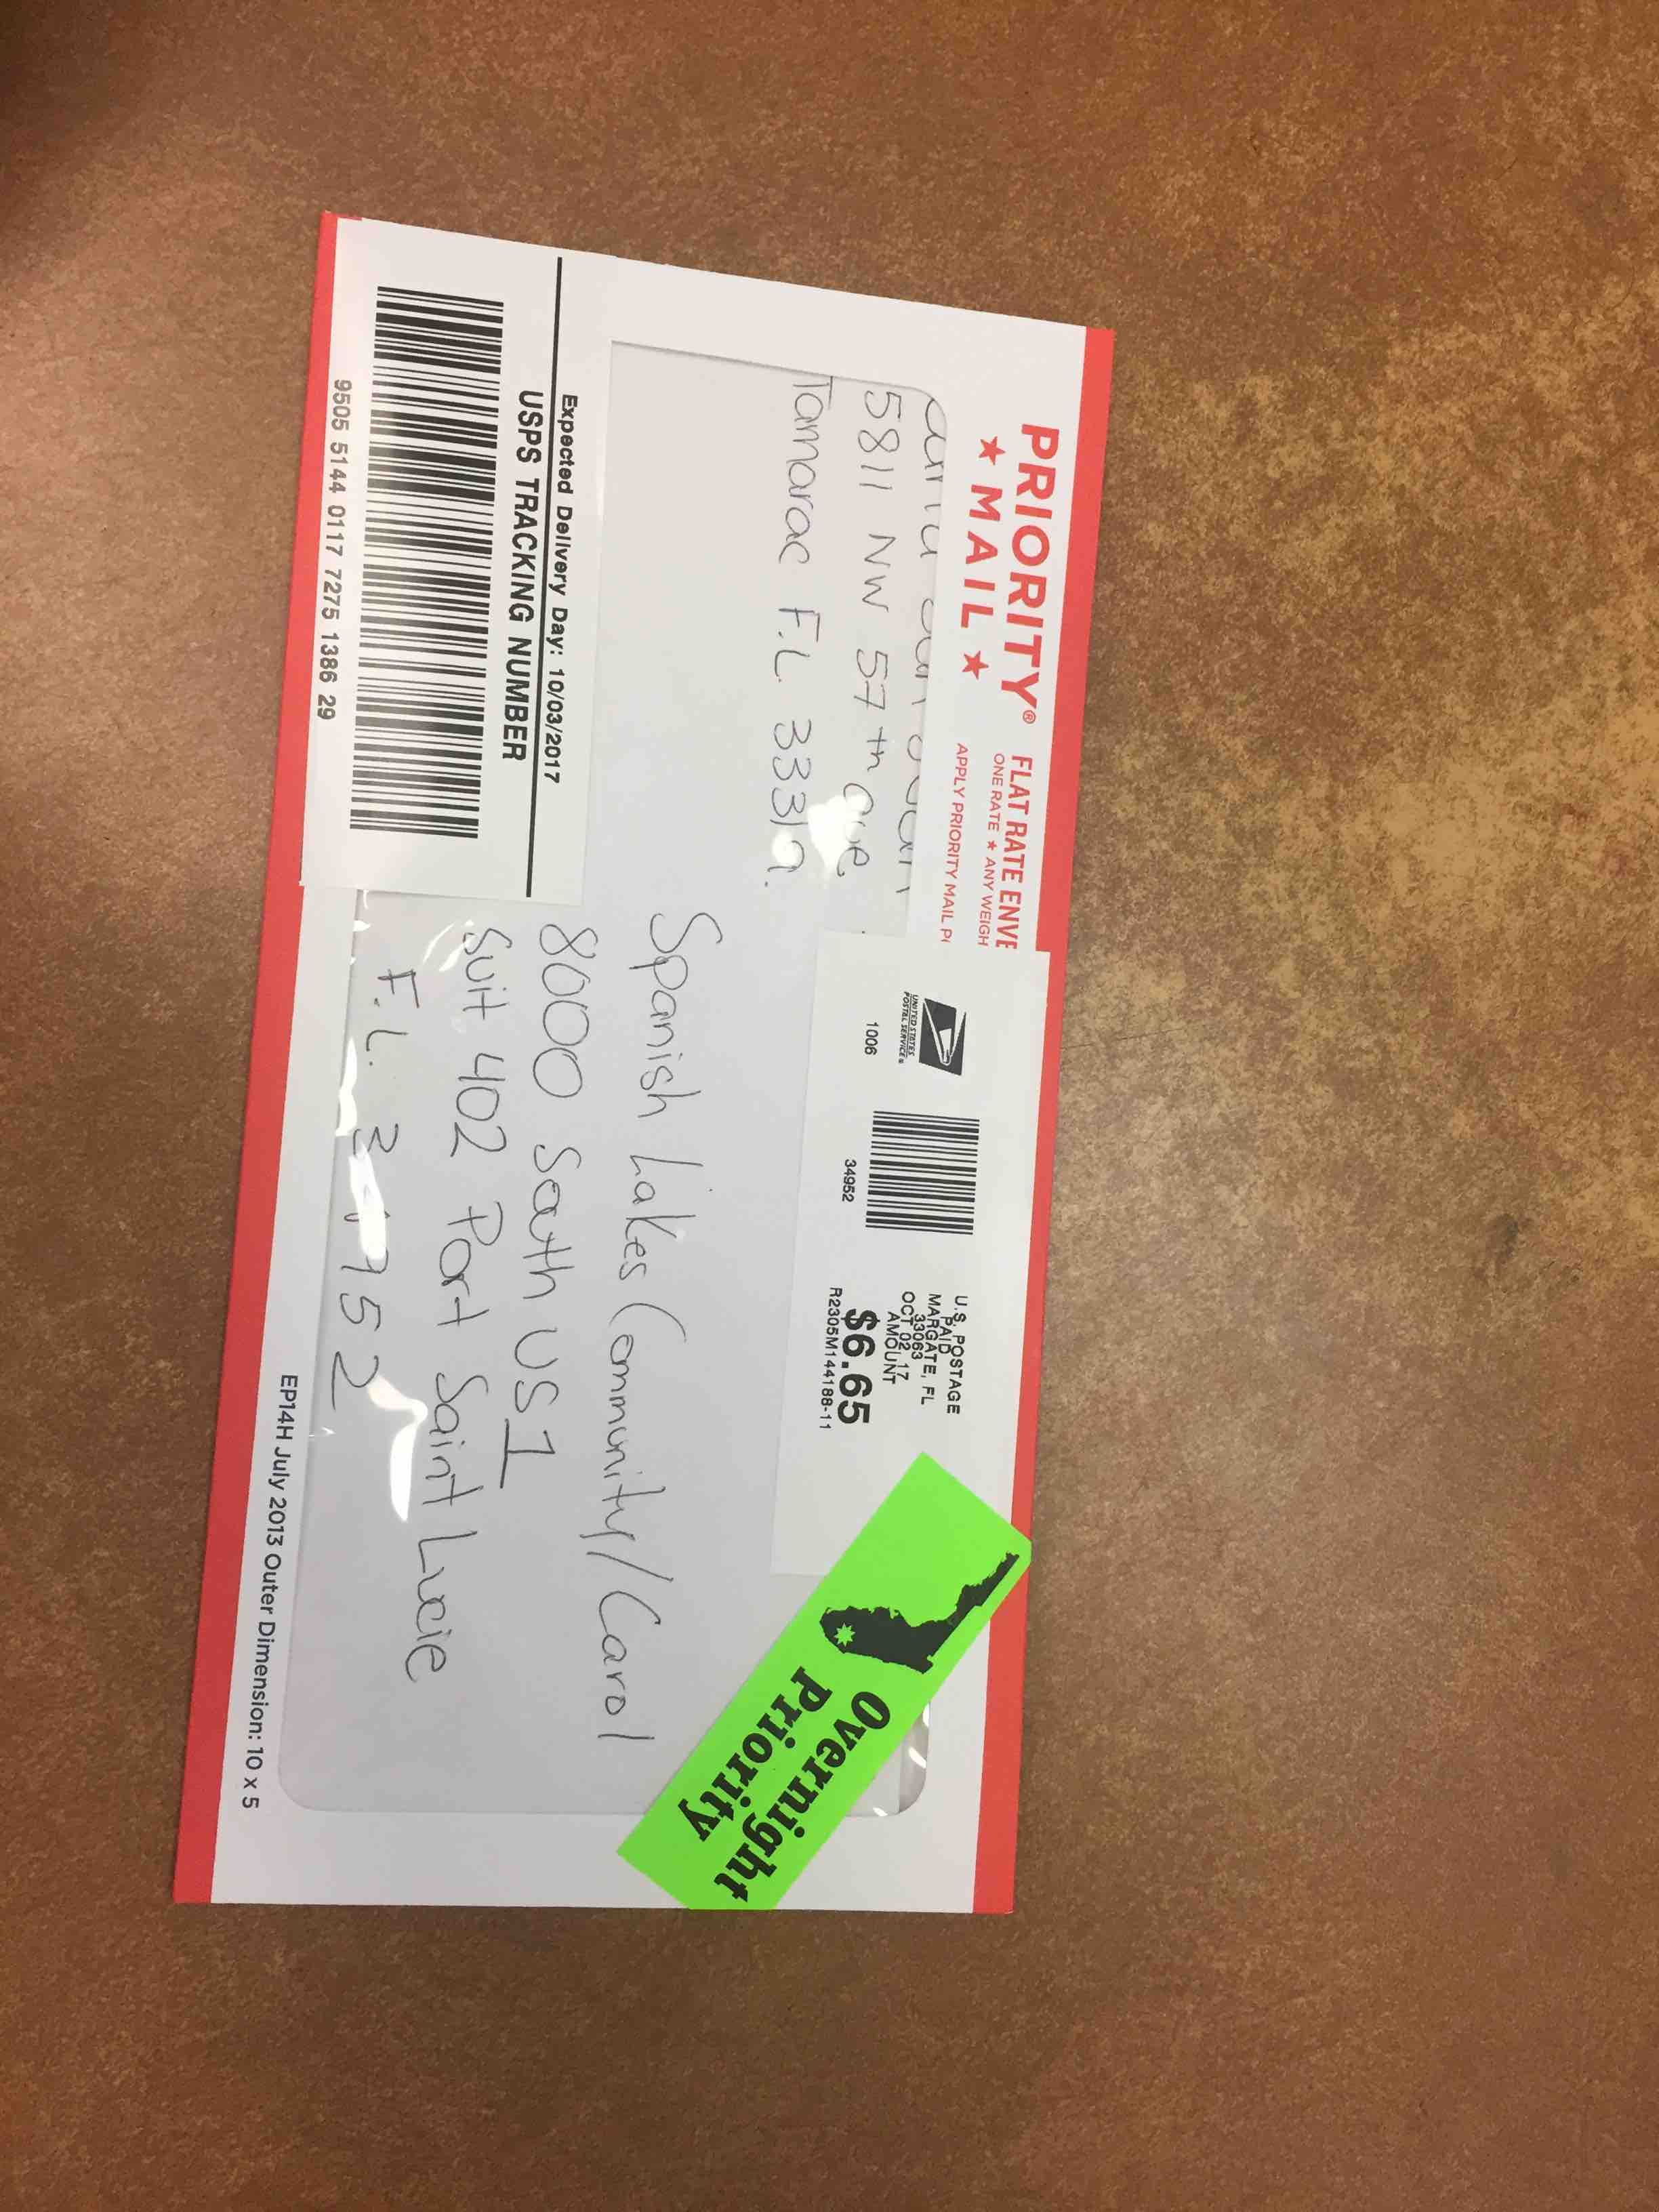 PRIORITY®
★ MAIL ★
FLAT RATE ENVE
ONE RATE ★ ANY WEIGH
APPLY PRIORITY MAIL P
5811 NW 57th ave.
Tamarac F.L. 33319.
UNITED STATES
POSTAL SERVICE®
1006
34952
U.S. POSTAGE
PAID
MARGATE, FL
33063
OCT 02, 17
AMOUNT
$6.65
R2305M144188-11
Overnight
Priority
Spanish Lakes Community/Carol
8000 South US 1
Suit 402 Port Saint Lucie
F.L. 34952
Expected Delivery Day: 10/03/2017
USPS TRACKING NUMBER
9505 5144 0117 7275 1386 29
EP14H July 2013 Outer Dimension: 10 x 5